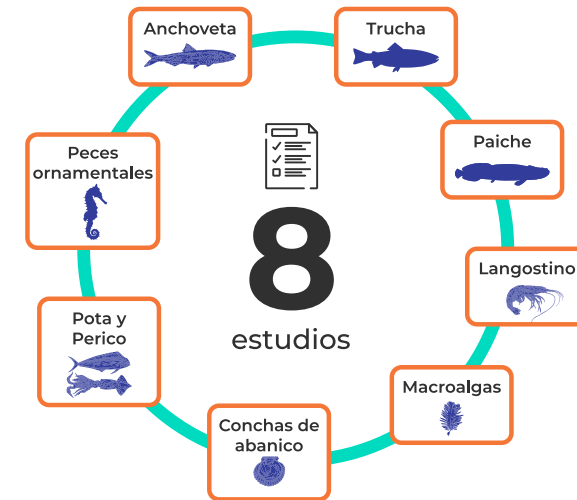 Anchoveta
Trucha
Paiche
Langostino
Macroalgas
Conchas de
abanico
Pota y
Perico
Peces
ornamentales
8
estudios